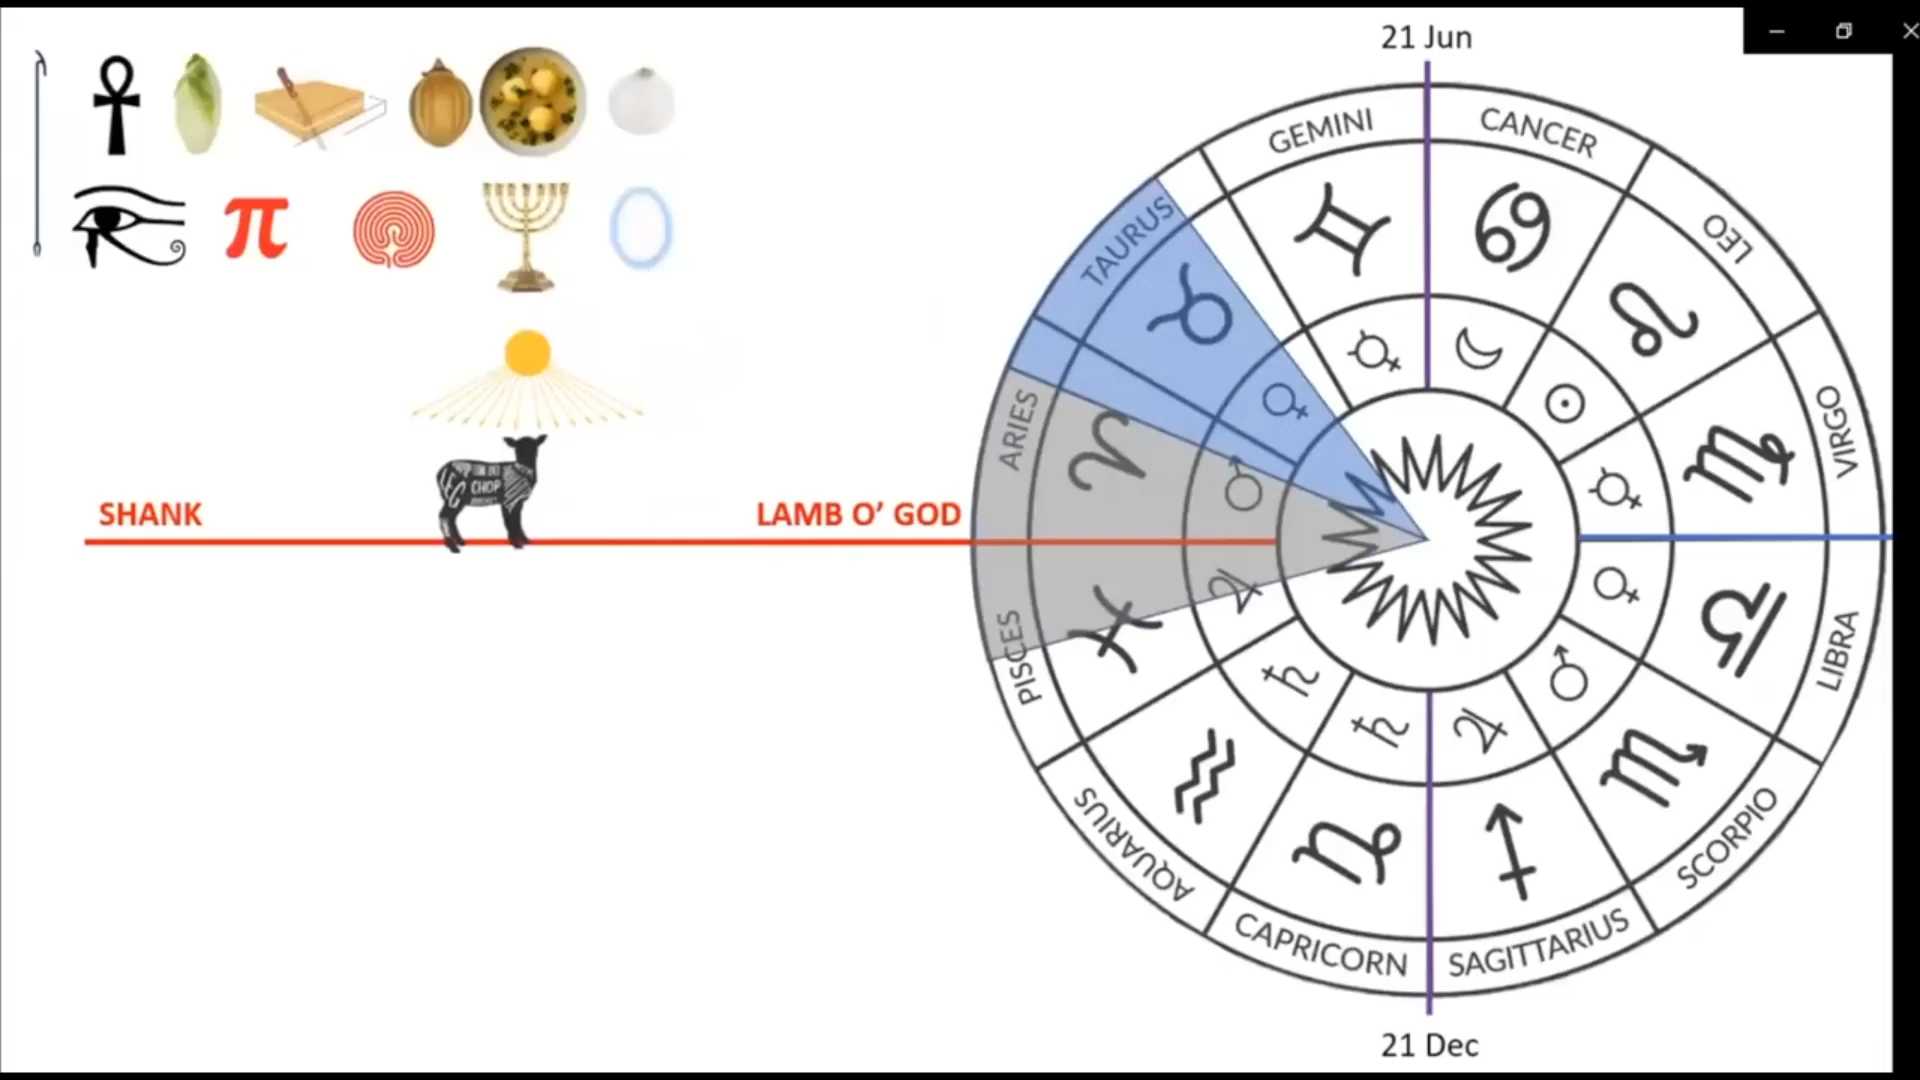 21 Jun
GEMINI
CANCER
TAURUS
LEO
ARIES
VIRGO
CHOP
SHANK
LAMB O' GOD
π
PISCES
LIBRA
AQUARIUS
SCORPIO
CAPRICORN
SAGITTARIUS
21 Dec